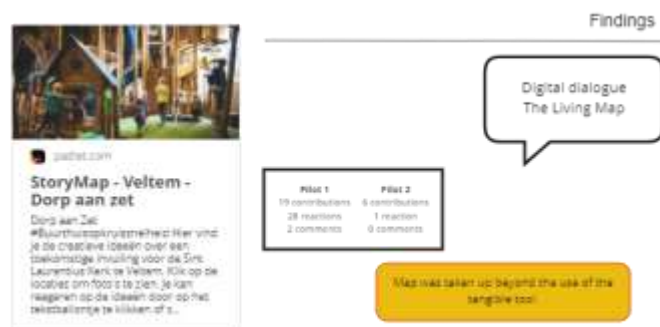 Findings
Digital dialogue
The Living Map
padlet.com
StoryMap - Veltem -
Dorp aan zet
Dorp aan Zet
#Buurthuisopkruissnelheid Hier vind
je de creatieve ideeën over een
toekomstige invulling voor de Sint
Laurentius Kerk te Veltem. Klik op de
locaties om foto's te zien. Je kan
reageren op de ideeën door op het
tekstballontje te klikken of s...
Pilot 1
19 contributions
28 reactions
2 comments
Pilot 2
6 contributions
1 reaction
0 comments
Map was taken up beyond the use of the
tangible tool